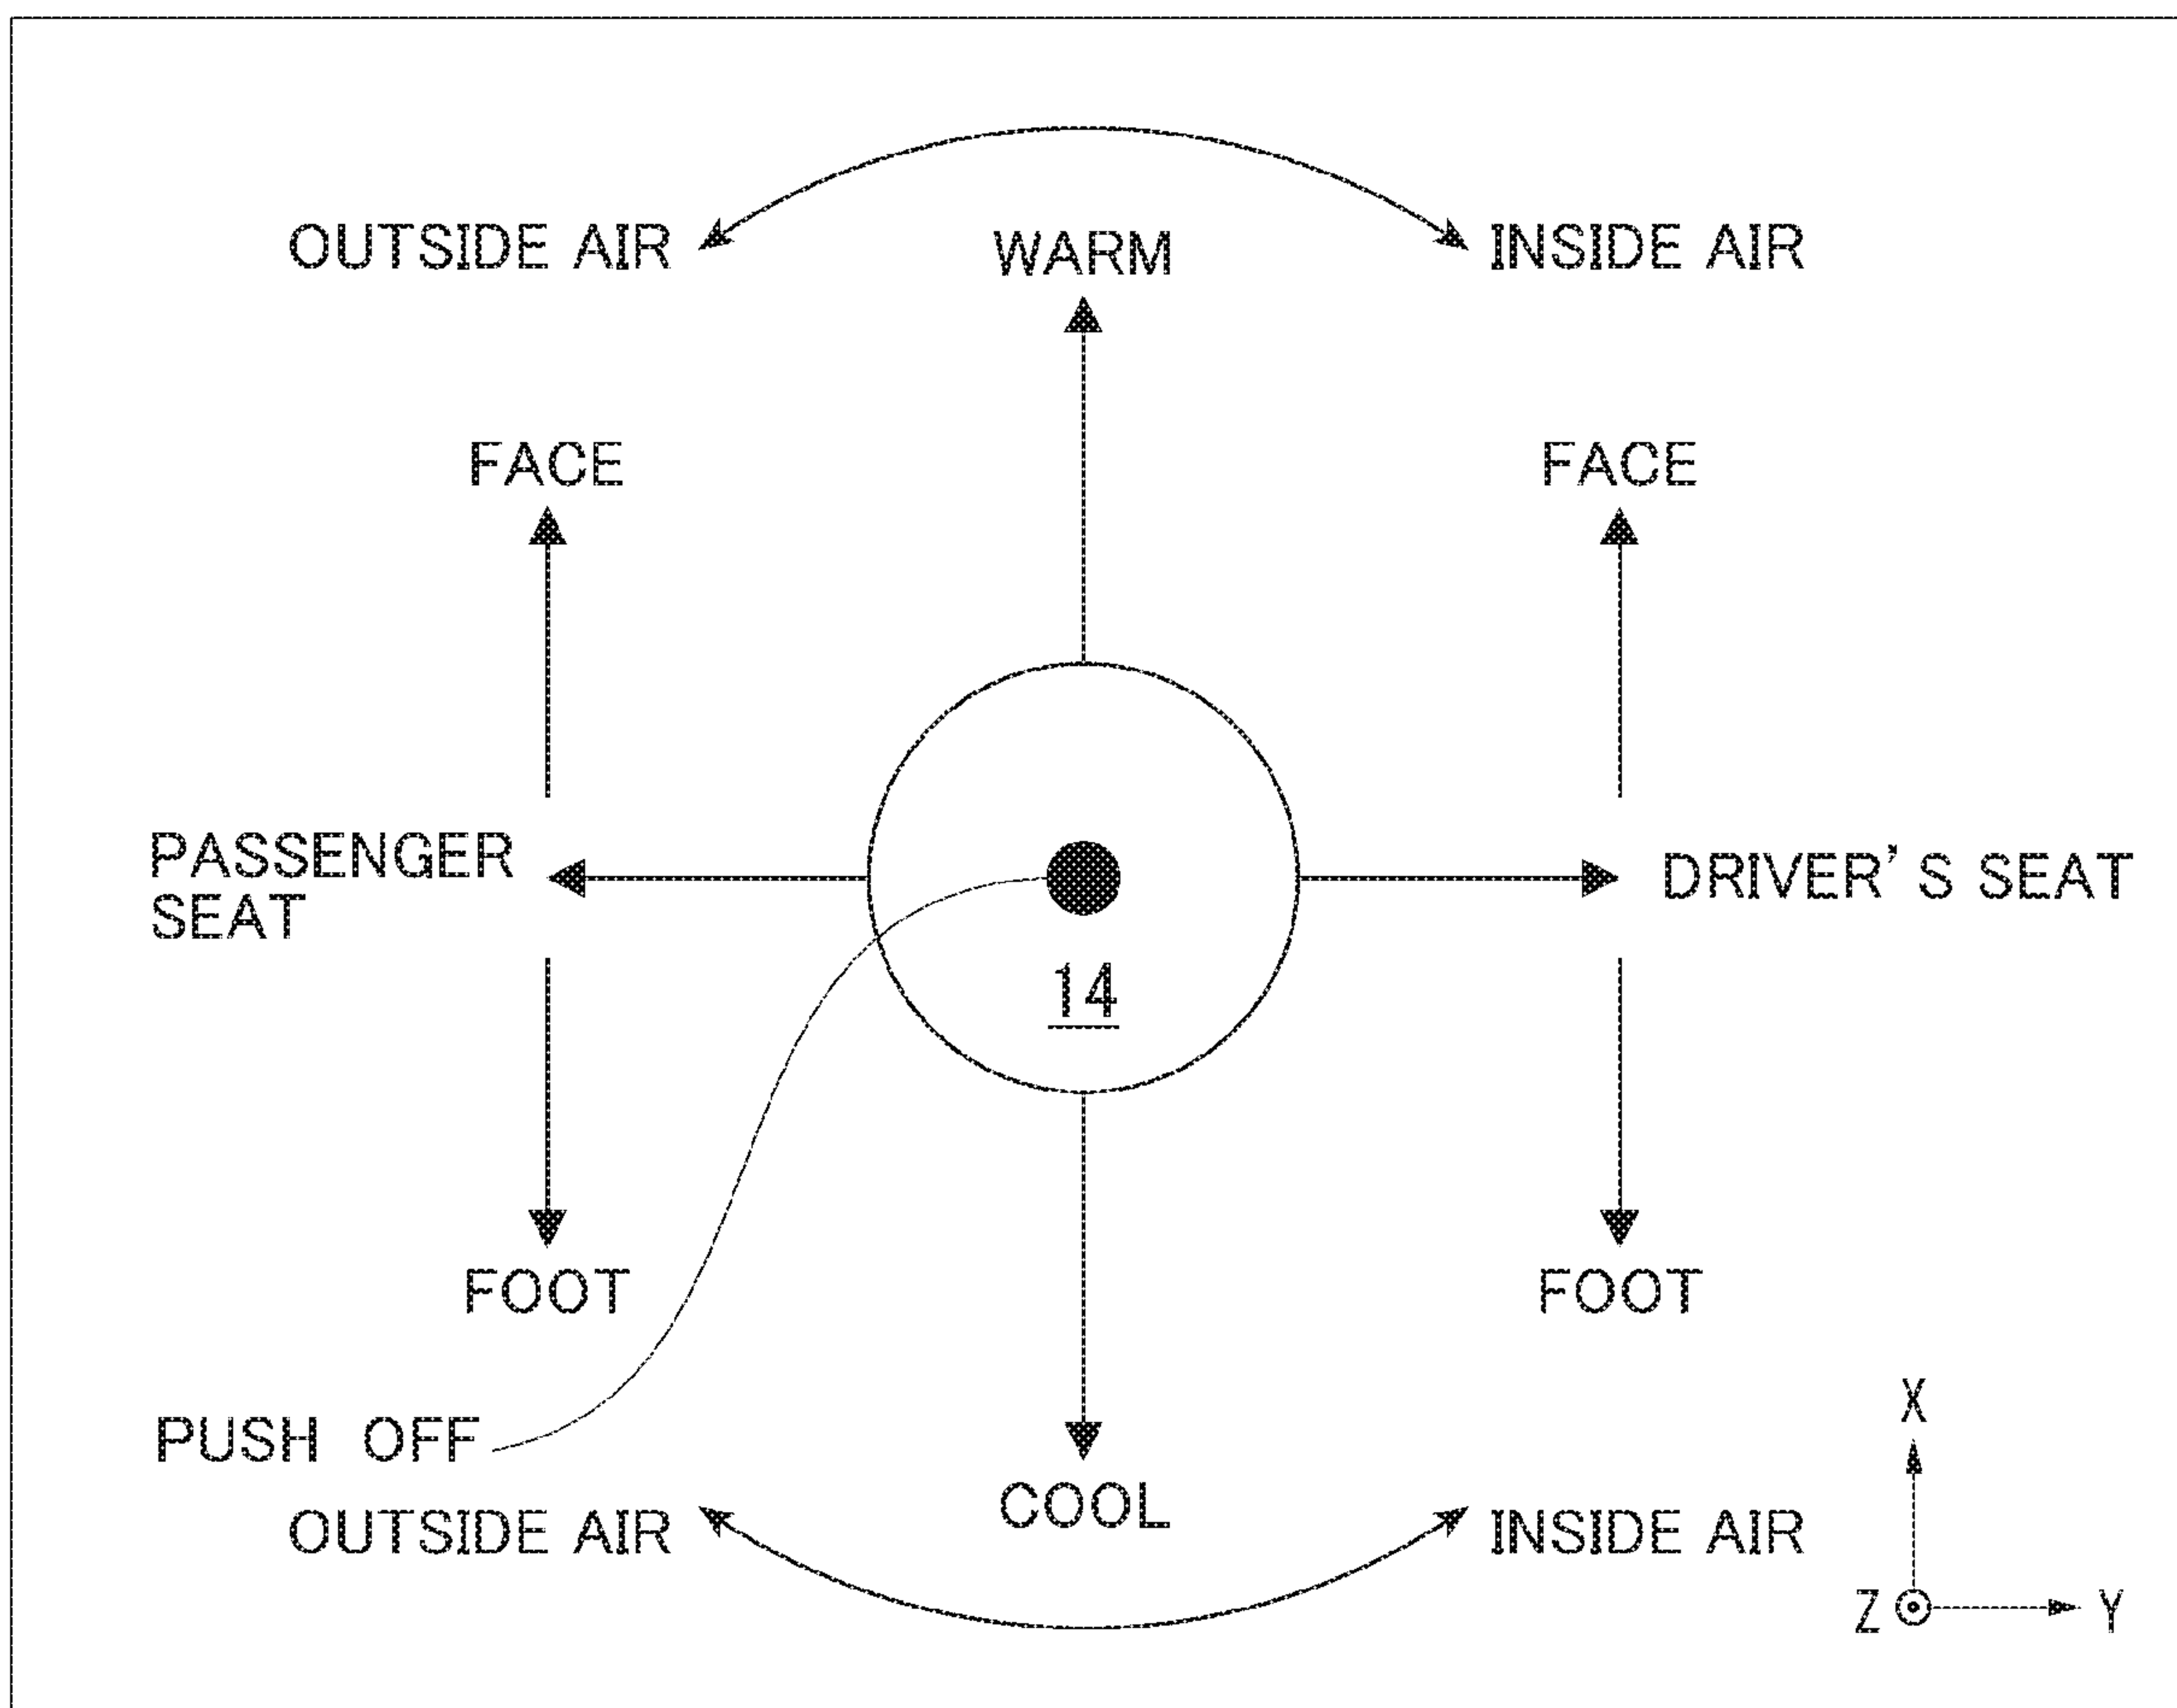 OUTSIDE AIR
WARM
INSIDE AIR
FACE
FACE
PASSENGER
SEAT
DRIVER'S SEAT
14
FOOT
FOOT
PUSH OFF
OUTSIDE AIR
COOL
INSIDE AIR
X
Z
Y